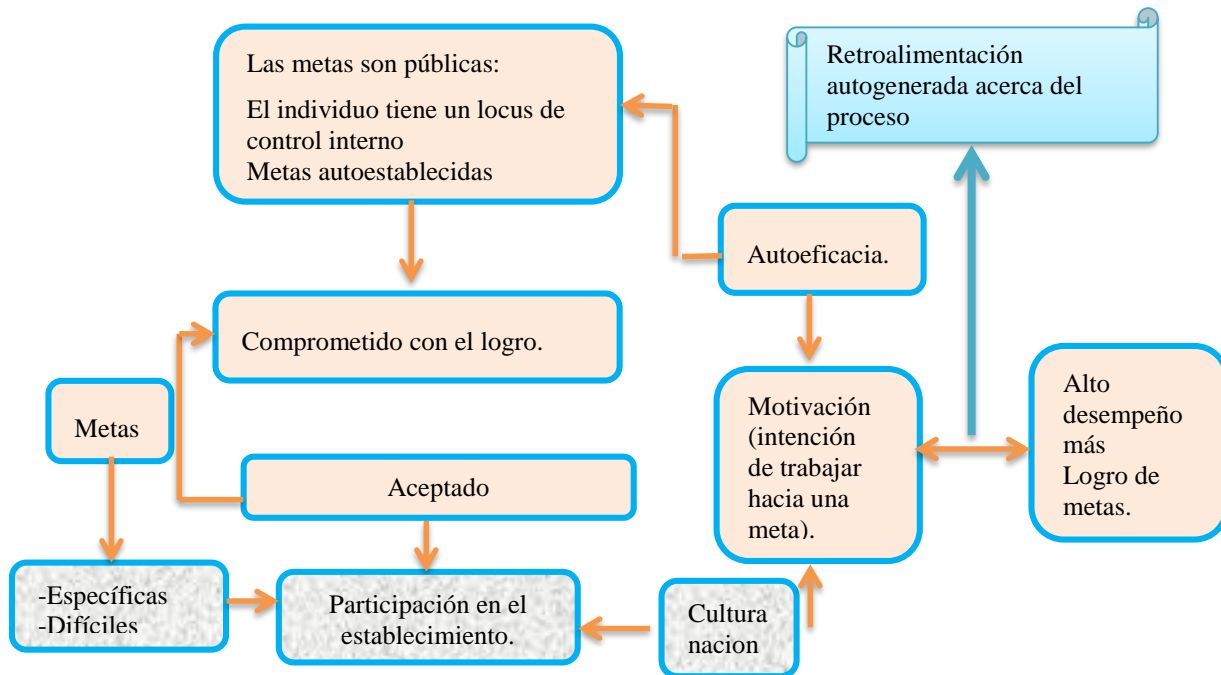 Las metas son públicas:
El individuo tiene un locus de
control interno
Metas autoestablecidas
Retroalimentación
autogenerada acerca del
proceso
Autoeficacia.
Comprometido con el logro.
Metas
Motivación
(intención
de trabajar
hacia una
meta).
Alto
desempeño
más
Logro de
metas.
Aceptado
-Específicas
-Difíciles
Participación en el
establecimiento.
Cultura
nacion